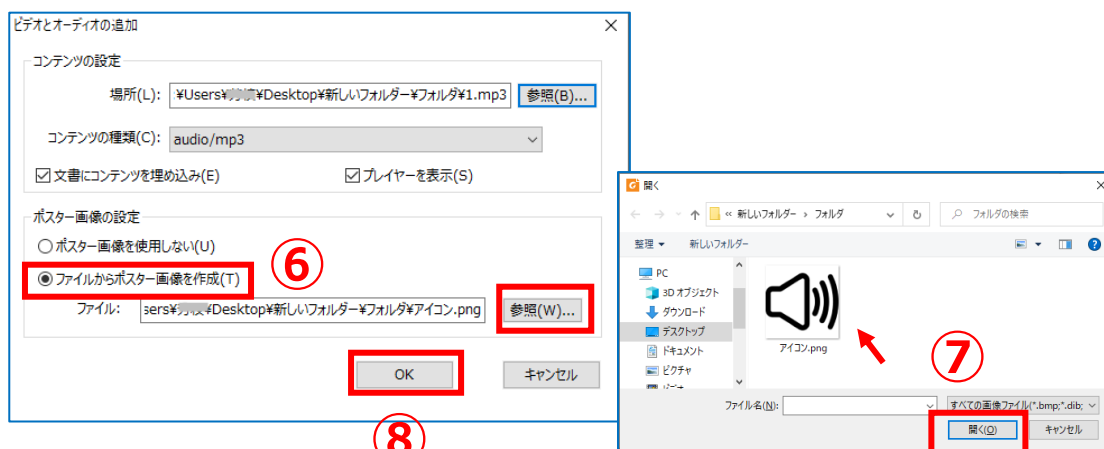 ビデオとオーディオの追加
コンテンツの設定
場所(L): ¥Users¥ ¥Desktop¥新しいフォルダー¥フォルダ¥1.mp3 参照(B)...
コンテンツの種類(C): audio/mp3
文書にコンテンツを埋め込み(E) プレイヤーを表示(S)
ポスター画像の設定
ポスター画像を使用しない(U)
⑥
ファイルからポスター画像を作成(T)
ファイル: sers¥ ¥Desktop¥新しいフォルダー¥フォルダ¥アイコン.png 参照(W)...
OK キャンセル
⑧
開く
« 新しいフォルダー › フォルダ フォルダの検索
整理 新しいフォルダー
PC
3D オブジェクト
ダウンロード
デスクトップ
ドキュメント
ピクチャ
アイコン.png
⑦
ファイル名(N): すべての画像ファイル(*.bmp;*.dib;
開く(O) キャンセル